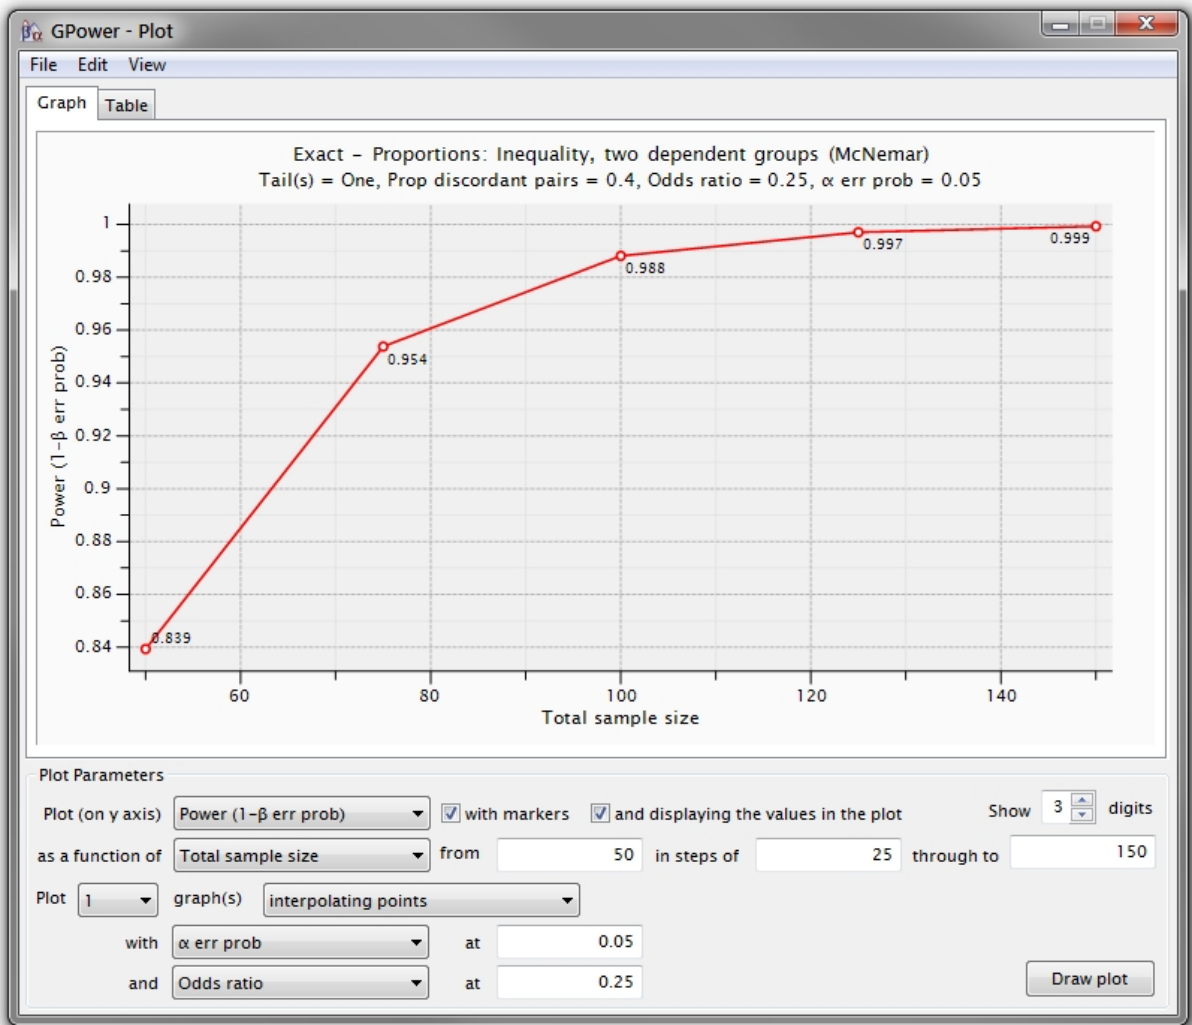 GPower - Plot
File Edit View
Graph Table
Exact - Proportions: Inequality, two dependent groups (McNemar)
Tail(s) = One, Prop discordant pairs = 0.4, Odds ratio = 0.25, α err prob = 0.05
Power (1-β err prob)
1
0.98
0.96
0.94
0.92
0.9
0.88
0.86
0.84
0.839
0.954
0.988
0.997
0.999
60 80 100 120 140
Total sample size
Plot Parameters
Plot (on y axis) Power (1-β err prob) with markers and displaying the values in the plot Show 3 digits
as a function of Total sample size from 50 in steps of 25 through to 150
Plot 1 graph(s) interpolating points
with α err prob at 0.05
and Odds ratio at 0.25 Draw plot